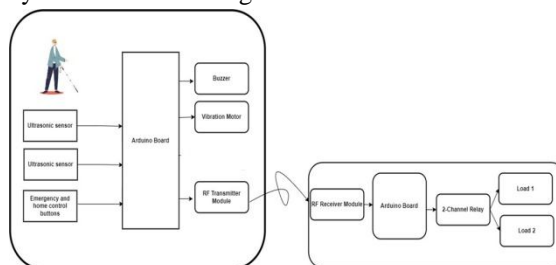 Buzzer
Ultrasonic sensor
Arduino Board
Vibration Motor
Ultrasonic sensor
Emergency and
home control
buttons
RF Transmitter
Module
RF Receiver Module
Arduino Board
2-Channel Relay
Load 1
Load 2